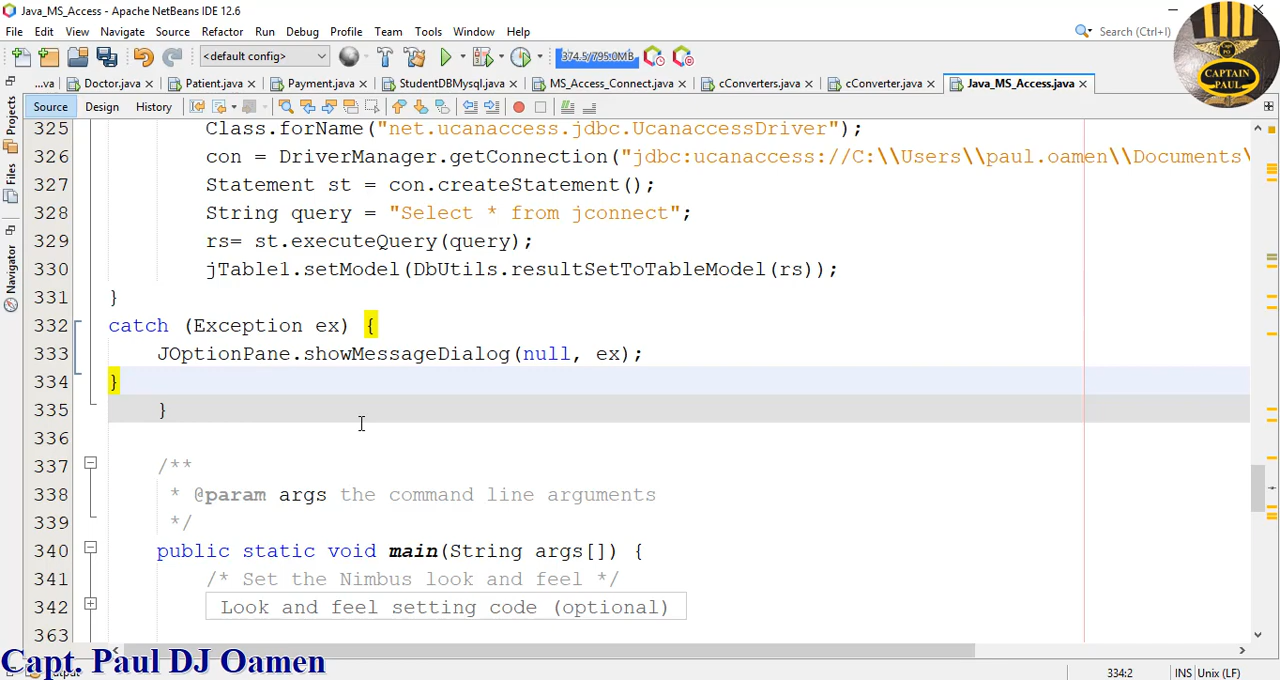 Java_MS_Access - Apache NetBeans IDE 12.6
File Edit View Navigate Source Refactor Run Debug Profile Team Tools Window Help
<default config> 374.5/795.0MB Search (Ctrl+I)
...va Doctor.java Patient.java Payment.java StudentDBMysql.java MS_Access_Connect.java cConverters.java cConverter.java Java_MS_Access.java
CAPTAIN
PAUL
Source Design History
Projects
Files
Navigator
325 Class.forName("net.ucanaccess.jdbc.UcanaccessDriver");
326 con = DriverManager.getConnection("jdbc:ucanaccess://C:\\Users\\paul.oamen\\Documents\
327 Statement st = con.createStatement();
328 String query = "Select * from jconnect";
329 rs= st.executeQuery(query);
330 jTable1.setModel(DbUtils.resultSetToTableModel(rs));
331 }
332 catch (Exception ex) {
333 JOptionPane.showMessageDialog(null, ex);
334 }
335 }
336
337 /**
338 * @param args the command line arguments
339 */
340 public static void main(String args[]) {
341 /* Set the Nimbus look and feel */
342 Look and feel setting code (optional)
363
Capt. Paul DJ Oamen
334:2 INS Unix (LF)